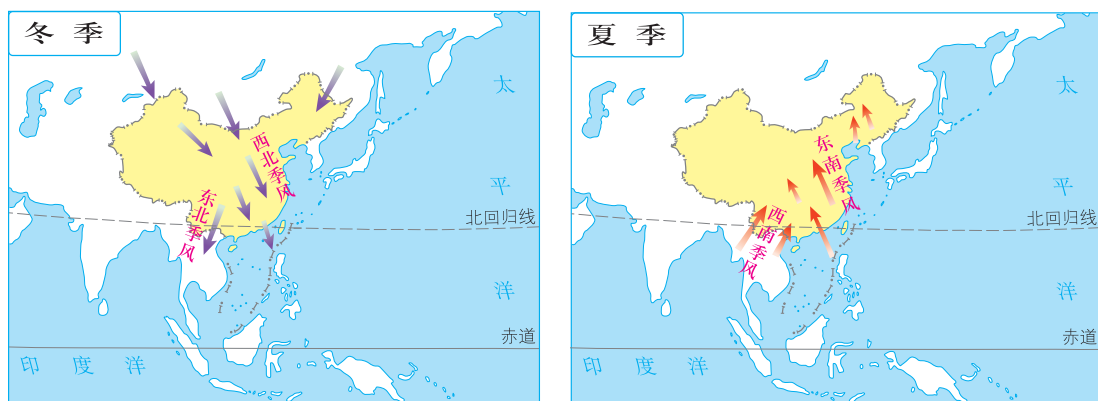 冬季
西北季风
东北季风
太平洋
北回归线
赤道
印度洋
夏季
东南季风
西南季风
太平洋
北回归线
赤道
印度洋